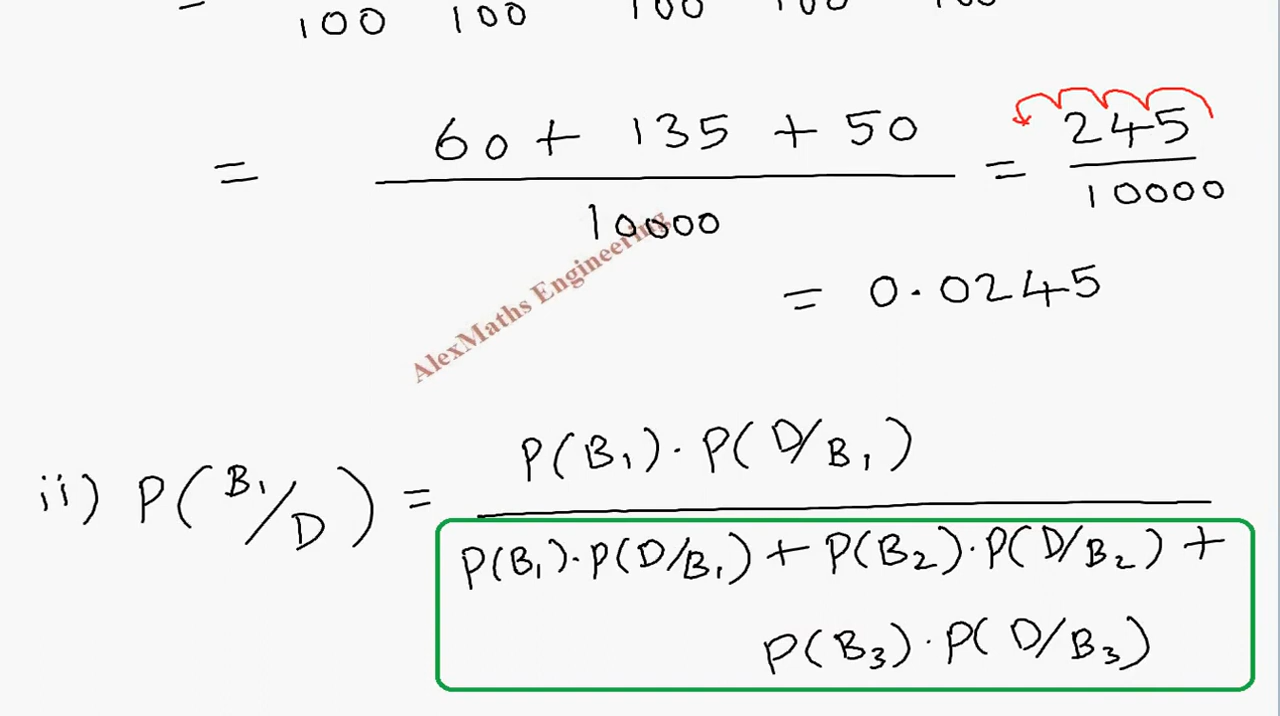 = 100 100 100 100 100
= 60 + 135 + 50 / 10000 = 245 / 10000
= 0.0245
AlexMaths Engineering
ii) P(B₁/D) = P(B₁)·P(D/B₁)
P(B₁)·P(D/B₁) + P(B₂)·P(D/B₂) +
P(B₃)·P(D/B₃)